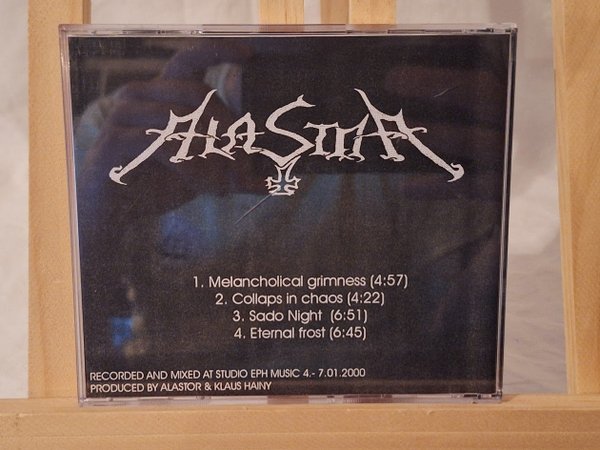 ALASTOR
1. Melancholical grimness (4:57)
2. Collaps in chaos (4:22)
3. Sado Night (6:51)
4. Eternal frost (6:45)
RECORDED AND MIXED AT STUDIO EPH MUSIC 4.- 7.01.2000
PRODUCED BY ALASTOR & KLAUS HAINY